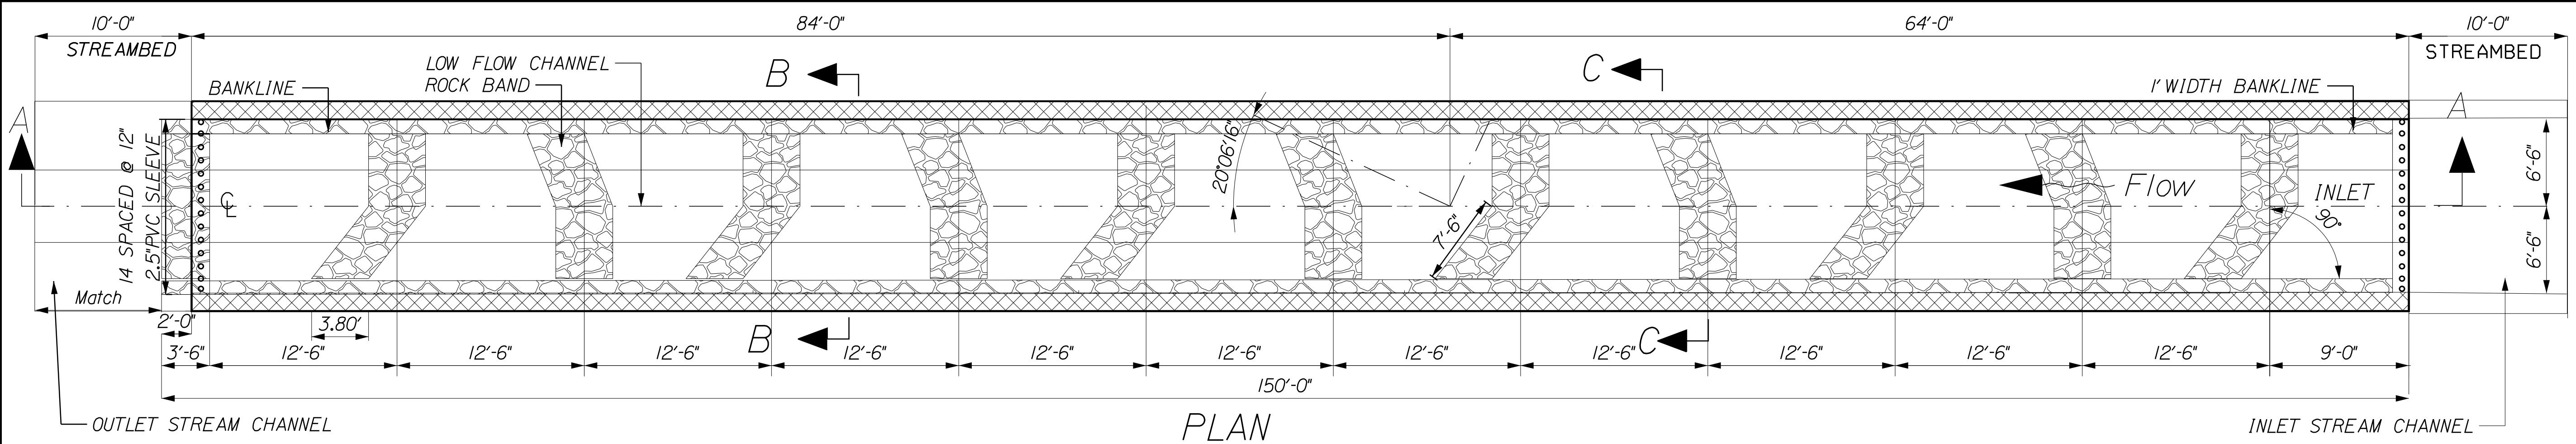 10'-0"
84'-0"
64'-0"
10'-0"
STREAMBED
STREAMBED
LOW FLOW CHANNEL
ROCK BAND
BANKLINE
B
C
1' WIDTH BANKLINE
A
A
14 SPACED @ 12"
2.5"PVC SLEEVE
℄
20°06'16"
7'-6"
Flow
INLET
90°
6'-6"
6'-6"
Match
2'-0"
3.80'
B
C
3'-6"
12'-6"
12'-6"
12'-6"
12'-6"
12'-6"
12'-6"
12'-6"
12'-6"
12'-6"
12'-6"
12'-6"
9'-0"
150'-0"
OUTLET STREAM CHANNEL
PLAN
INLET STREAM CHANNEL